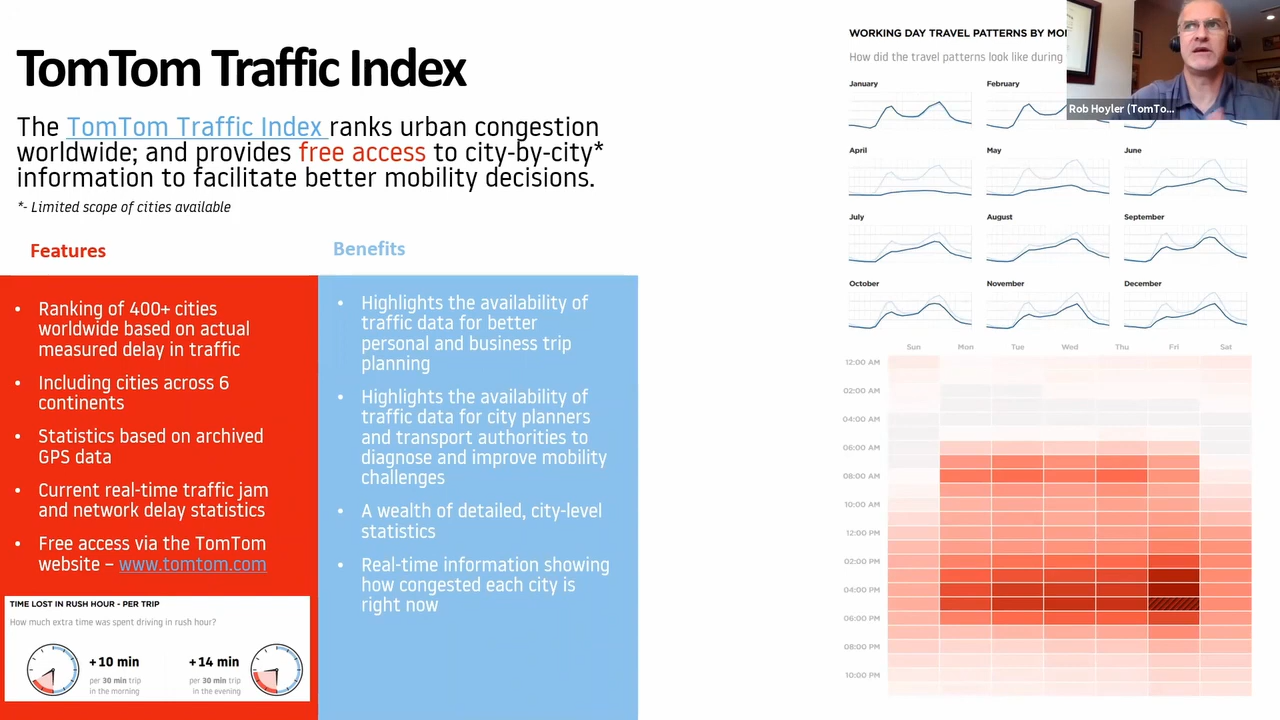 TomTom Traffic Index
The TomTom Traffic Index ranks urban congestion
worldwide; and provides free access to city-by-city*
information to facilitate better mobility decisions.
*- Limited scope of cities available
Features
Ranking of 400+ cities
worldwide based on actual
measured delay in traffic
Including cities across 6
continents
Statistics based on archived
GPS data
Current real-time traffic jam
and network delay statistics
Free access via the TomTom
website – www.tomtom.com
TIME LOST IN RUSH HOUR - PER TRIP
How much extra time was spent driving in rush hour?
+10 min
per 30 min trip
in the morning
+14 min
per 30 min trip
in the evening
Benefits
Highlights the availability of
traffic data for better
personal and business trip
planning
Highlights the availability of
traffic data for city planners
and transport authorities to
diagnose and improve mobility
challenges
A wealth of detailed, city-level
statistics
Real-time information showing
how congested each city is
right now
WORKING DAY TRAVEL PATTERNS BY
How did the travel patterns look like during
Rob Hoyler (TomTo...
January February
April May June
July August September
October November December
Sun Mon Tue Wed Thu Fri Sat
12:00 AM
02:00 AM
04:00 AM
06:00 AM
08:00 AM
10:00 AM
12:00 PM
02:00 PM
04:00 PM
06:00 PM
08:00 PM
10:00 PM